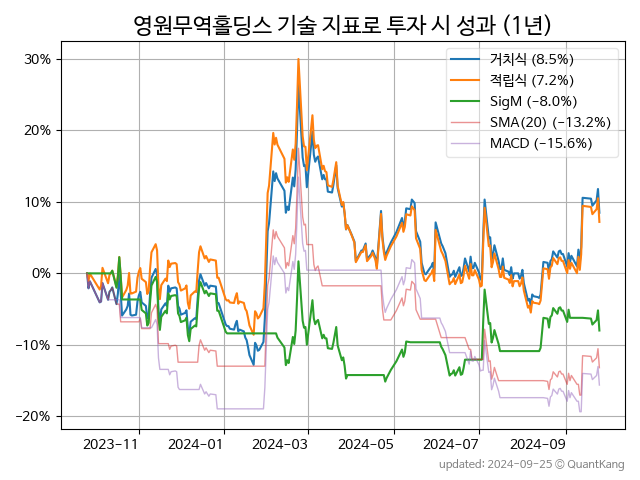 영원무역홀딩스 기술 지표로 투자 시 성과 (1년)
30%
20%
10%
0%
−10%
−20%
거치식 (8.5%)
적립식 (7.2%)
SigM (−8.0%)
SMA(20) (−13.2%)
MACD (−15.6%)
2023-11
2024-01
2024-03
2024-05
2024-07
2024-09
updated: 2024-09-25 © QuantKang